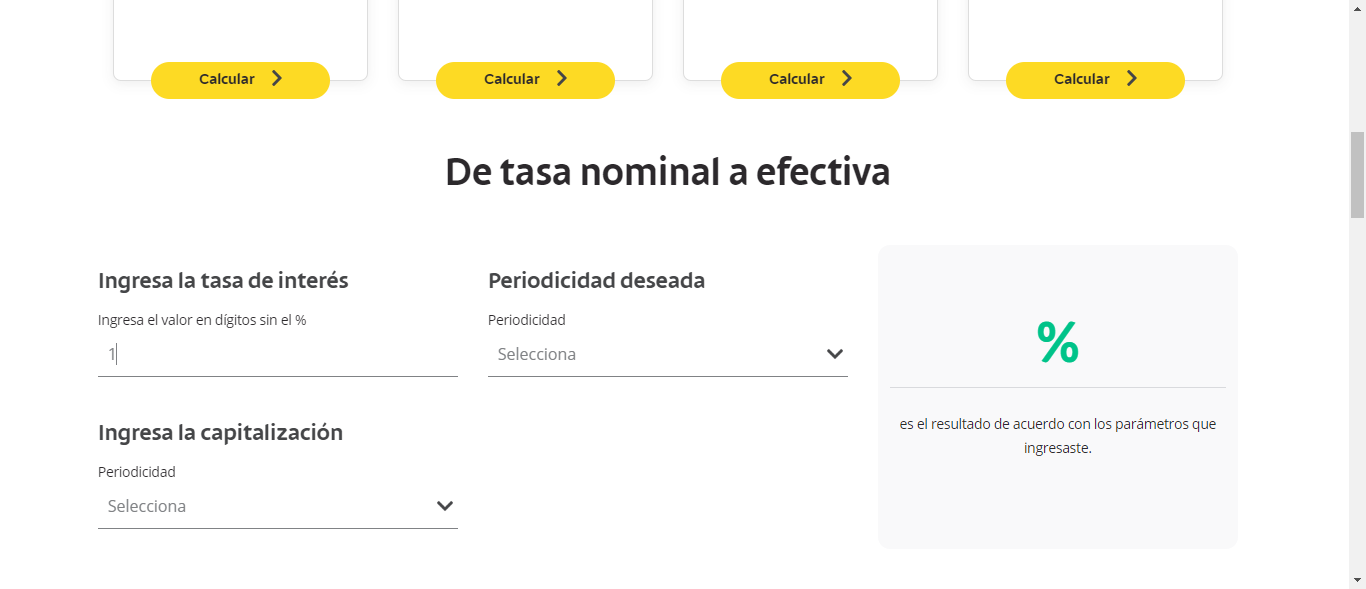 Calcular
Calcular
Calcular
Calcular
De tasa nominal a efectiva
Ingresa la tasa de interés
Ingresa el valor en dígitos sin el %
1
Periodicidad deseada
Periodicidad
Selecciona
Ingresa la capitalización
Periodicidad
Selecciona
%
es el resultado de acuerdo con los parámetros que
ingresaste.